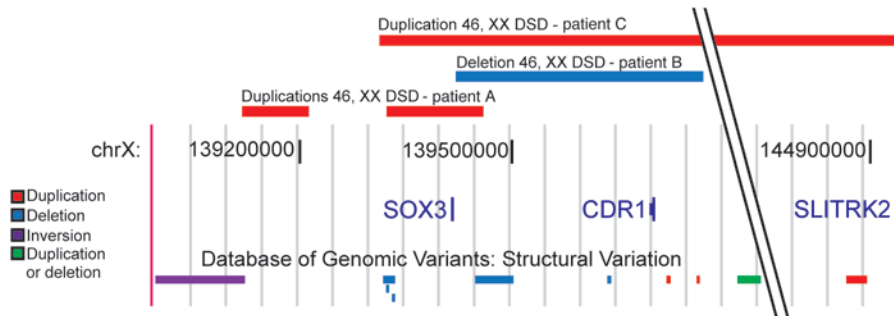 Duplication 46, XX DSD - patient C
Deletion 46, XX DSD - patient B
Duplications 46, XX DSD - patient A
chrX: 139200000 139500000 144900000
Duplication
Deletion
Inversion
Duplication
or deletion
SOX3 CDR1 SLITRK2
Database of Genomic Variants: Structural Variation